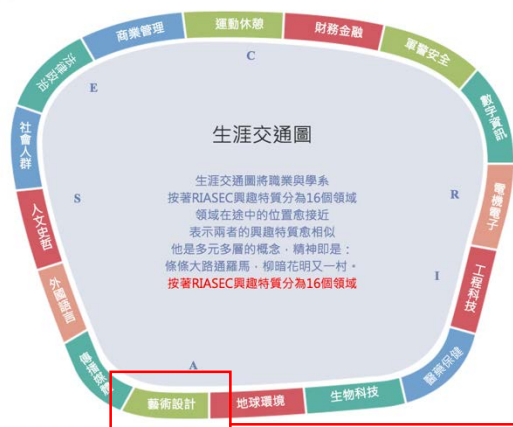 運動休憩
商業管理
財務金融
法律政治
軍警安全
C
E
數字資訊
社會人群
生涯交通圖
電機電子
生涯交通圖將職業與學系
按著RIASEC興趣特質分為16個領域
S
R
人文史哲
領域在途中的位置愈接近
表示兩者的興趣特質愈相似
他是多元多層的概念，精神即是：
條條大路通羅馬，柳暗花明又一村。
工程科技
外國語言
I
按著RIASEC興趣特質分為16個領域
醫藥保健
A
藝術設計
地球環境
生物科技